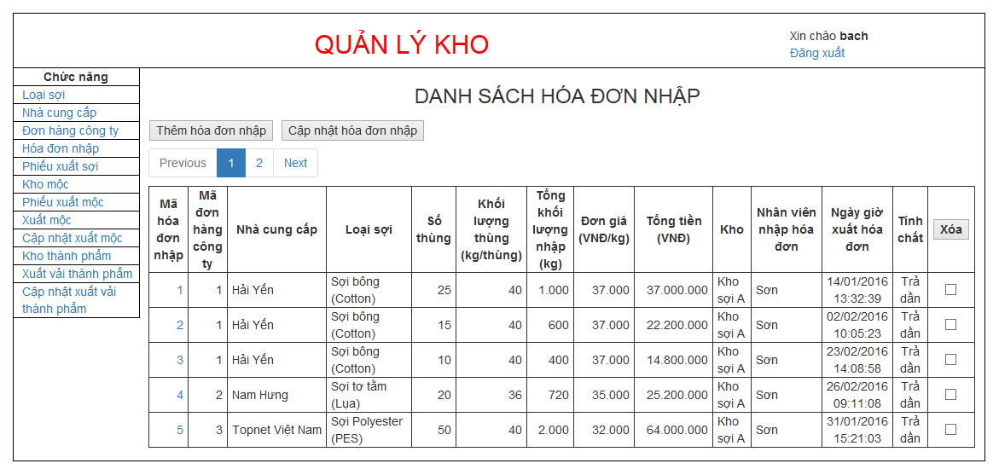 QUẢN LÝ KHO
Xin chào bach
Đăng xuất
Chức năng
Loại sợi
Nhà cung cấp
Đơn hàng công ty
Hóa đơn nhập
Phiếu xuất sợi
Kho mộc
Phiếu xuất mộc
Xuất mộc
Cập nhật xuất mộc
Kho thành phẩm
Xuất vải thành phẩm
Cập nhật xuất vải
thành phẩm
DANH SÁCH HÓA ĐƠN NHẬP
Thêm hóa đơn nhập Cập nhật hóa đơn nhập
Previous 1 2 Next
Mã
hóa
đơn
nhập
Mã
đơn
hàng
công
ty
Nhà cung cấp
Loại sợi
Số
thùng
Khối
lượng
thùng
(kg/thùng)
Tổng
khối
lượng
nhập
(kg)
Đơn giá
(VNĐ/kg)
Tổng tiền
(VNĐ)
Kho
Nhân viên
nhập hóa
đơn
Ngày giờ
xuất hóa
đơn
Tính
chất
Xóa
1 1 Hải Yến Sợi bông 25 40 1.000 37.000 37.000.000 Kho Sơn 14/01/2016 Trả
(Cotton) sợi A 13:32:39 dần
2 1 Hải Yến Sợi bông 15 40 600 37.000 22.200.000 Kho Sơn 02/02/2016 Trả
(Cotton) sợi A 10:05:23 dần
3 1 Hải Yến Sợi bông 10 40 400 37.000 14.800.000 Kho Sơn 23/02/2016 Trả
(Cotton) sợi A 14:08:58 dần
4 2 Nam Hưng Sợi tơ tằm 20 36 720 35.000 25.200.000 Kho Sơn 26/02/2016 Trả
(Lụa) sợi A 09:11:08 dần
5 3 Topnet Việt Nam Sợi Polyester 50 40 2.000 32.000 64.000.000 Kho Sơn 31/01/2016 Trả
(PES) sợi A 15:21:03 dần